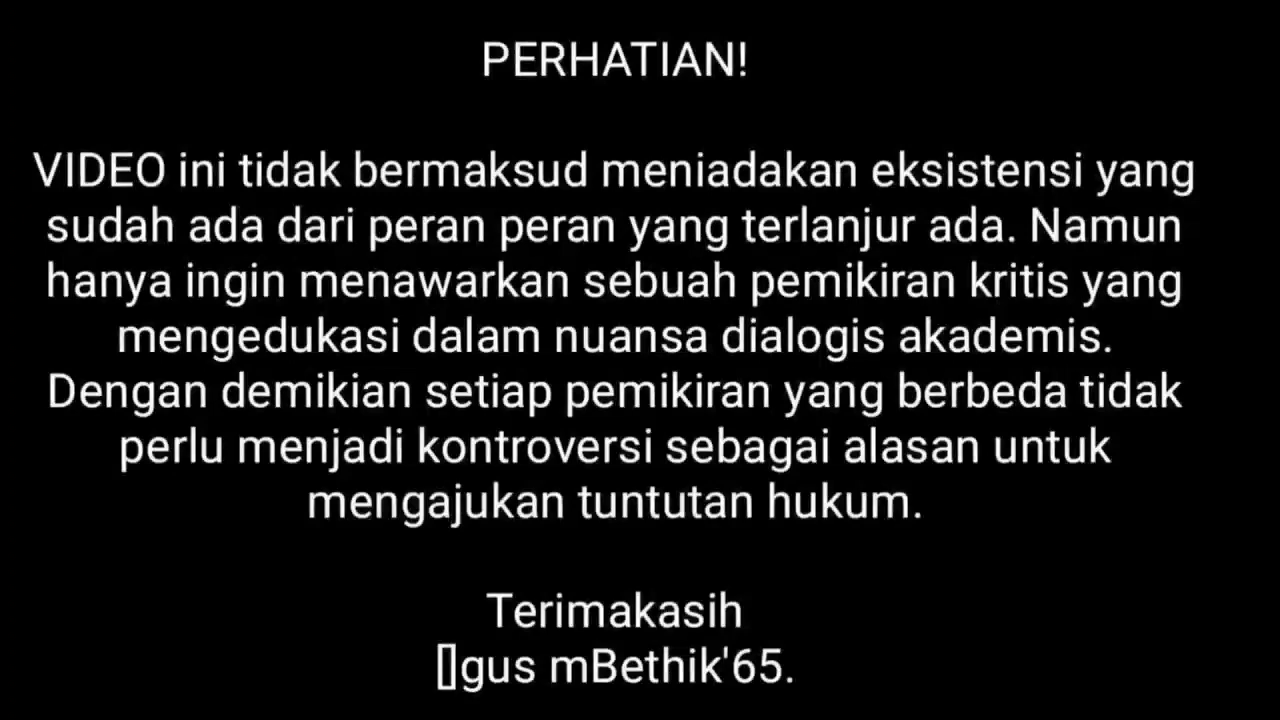 PERHATIAN!
VIDEO ini tidak bermaksud meniadakan eksistensi yang
sudah ada dari peran peran yang terlanjur ada. Namun
hanya ingin menawarkan sebuah pemikiran kritis yang
mengedukasi dalam nuansa dialogis akademis.
Dengan demikian setiap pemikiran yang berbeda tidak
perlu menjadi kontroversi sebagai alasan untuk
mengajukan tuntutan hukum.
Terimakasih
[]gus mBethik'65.